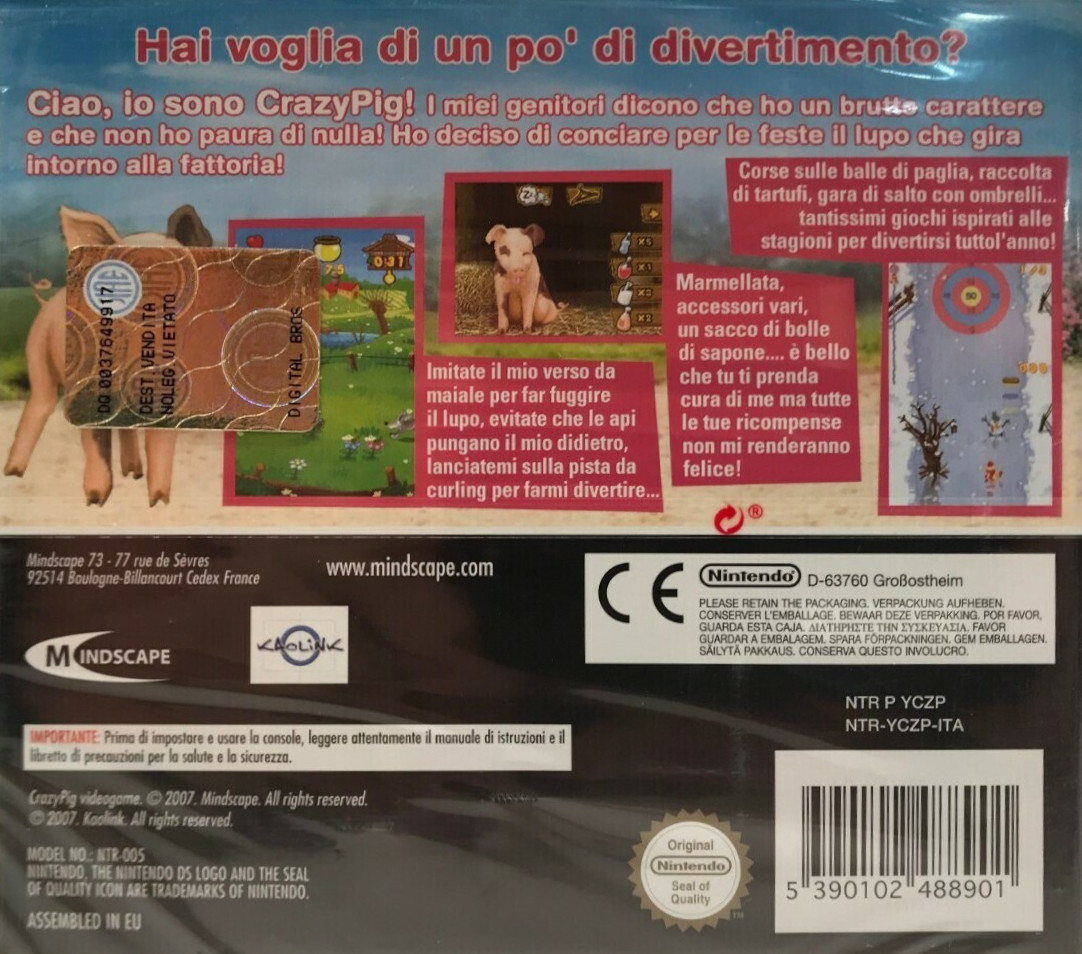 Hai voglia di un po' di divertimento?
Ciao, io sono CrazyPig! I miei genitori dicono che ho un brutto carattere
e che non ho paura di nulla! Ho deciso di conciare per le feste il lupo che gira
intorno alla fattoria!
Corse sulle balle di paglia, raccolta
di tartufi, gara di salto con ombrelli...
tantissimi giochi ispirati alle
stagioni per divertirsi tuttol'anno!
75
031
X5
X1
X3
X2
Imitate il mio verso da
maiale per far fuggire
il lupo, evitate che le api
pungano il mio didietro,
lanciatemi sulla pista da
curling per farmi divertire...
Marmellata,
accessori vari,
un sacco di bolle
di sapone.... è bello
che tu ti prenda
cura di me ma tutte
le tue ricompense
non mi renderanno
felice!
50
SIAE
DQ 0037649917
DEST VENDITA
NOLEG VIETATO
DIGITAL BROS
®
Mindscape 73 - 77 rue de Sèvres
92514 Boulogne-Billancourt Cedex France
www.mindscape.com
MINDSCAPE
KAOLINK
CE
Nintendo® D-63760 Großostheim
PLEASE RETAIN THE PACKAGING. VERPACKUNG AUFHEBEN.
CONSERVER L'EMBALLAGE. BEWAAR DEZE VERPAKKING. POR FAVOR,
GUARDA ESTA CAJA. ΔΙΑΤΗΡΗΣΤΕ ΤΗΝ ΣΥΣΚΕΥΑΣΙΑ. FAVOR
GUARDAR A EMBALAGEM. SPARA FÖRPACKNINGEN. GEM EMBALLAGEN.
SÄILYTÄ PAKKAUS. CONSERVA QUESTO INVOLUCRO.
NTR P YCZP
NTR-YCZP-ITA
IMPORTANTE: Prima di impostare e usare la console, leggere attentamente il manuale di istruzioni e il
libretto di precauzioni per la salute e la sicurezza.
CrazyPig videogame. © 2007. Mindscape. All rights reserved.
© 2007. Kaolink. All rights reserved.
MODEL NO.: NTR-005
NINTENDO, THE NINTENDO DS LOGO AND THE SEAL
OF QUALITY ICON ARE TRADEMARKS OF NINTENDO.
ASSEMBLED IN EU
Original
Nintendo®
Seal of
Quality
TM
5 390102 488901